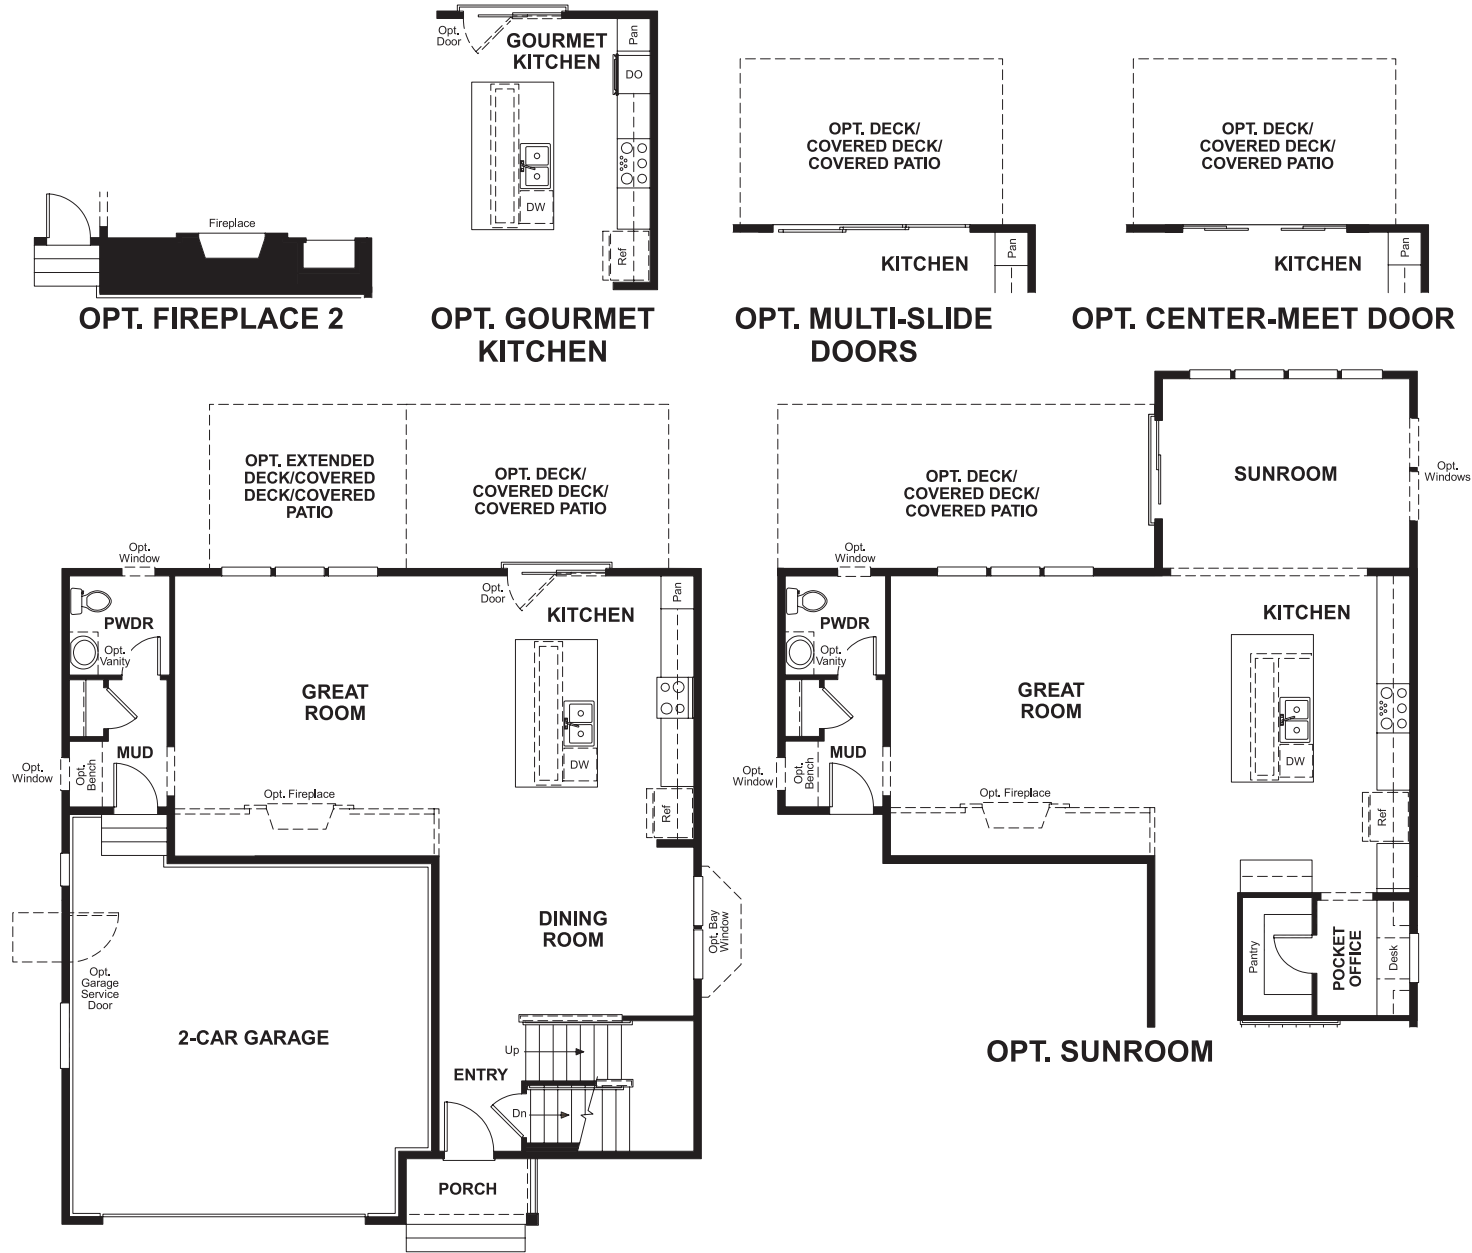 Fireplace
OPT. FIREPLACE 2
Opt.
Door
GOURMET
KITCHEN
Pan
DO
DW
Ref
OPT. GOURMET
KITCHEN
OPT. DECK/
COVERED DECK/
COVERED PATIO
KITCHEN
Pan
OPT. MULTI-SLIDE
DOORS
OPT. DECK/
COVERED DECK/
COVERED PATIO
KITCHEN
Pan
OPT. CENTER-MEET DOOR
OPT. EXTENDED
DECK/COVERED
DECK/COVERED
PATIO
OPT. DECK/
COVERED DECK/
COVERED PATIO
Opt.
Window
Opt.
Door
KITCHEN
Pan
PWDR
Opt.
Vanity
GREAT
ROOM
MUD
Opt.
Window
Opt.
Bench
DW
Opt. Fireplace
Ref
DINING
ROOM
Opt. Bay
Window
Opt.
Garage
Service
Door
2-CAR GARAGE
Up
ENTRY
Dn
PORCH
SUNROOM
Opt.
Windows
OPT. DECK/
COVERED DECK/
COVERED PATIO
Opt.
Window
KITCHEN
PWDR
Opt.
Vanity
GREAT
ROOM
MUD
Opt.
Window
Opt.
Bench
DW
Opt. Fireplace
Ref
Pantry
POCKET
OFFICE
Desk
OPT. SUNROOM